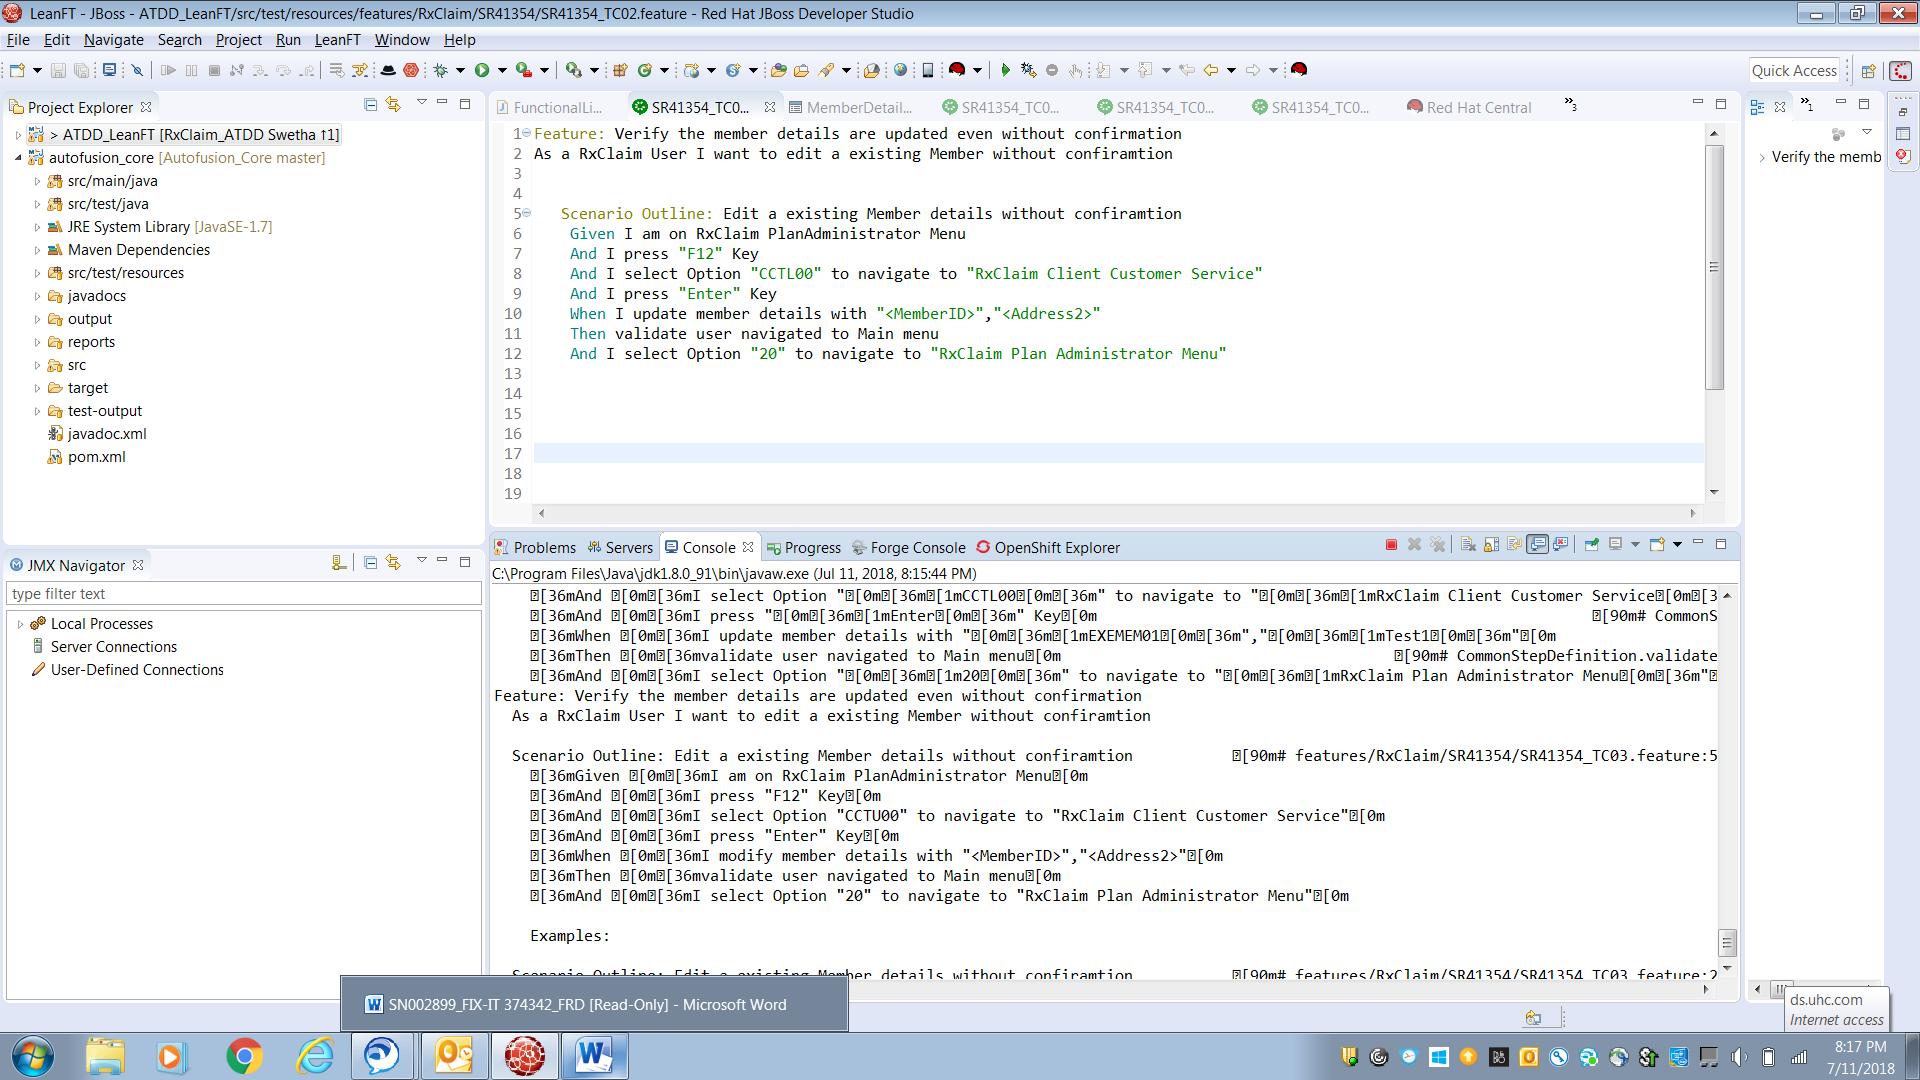 LeanFT - JBoss - ATDD_LeanFT/src/test/resources/features/RxClaim/SR41354/SR41354_TC02.feature - Red Hat JBoss Developer Studio
File Edit Navigate Search Project Run LeanFT Window Help
Quick Access
Project Explorer
> ATDD_LeanFT [RxClaim_ATDD Swetha ↑1]
autofusion_core [Autofusion_Core master]
src/main/java
src/test/java
JRE System Library [JavaSE-1.7]
Maven Dependencies
src/test/resources
javadocs
output
reports
src
target
test-output
javadoc.xml
pom.xml
JMX Navigator
type filter text
Local Processes
Server Connections
User-Defined Connections
FunctionalLi... SR41354_TC0... MemberDetail... SR41354_TC0... SR41354_TC0... SR41354_TC0... Red Hat Central »3
1 Feature: Verify the member details are updated even without confirmation
2 As a RxClaim User I want to edit a existing Member without confiramtion
3
4
5 Scenario Outline: Edit a existing Member details without confiramtion
6 Given I am on RxClaim PlanAdministrator Menu
7 And I press "F12" Key
8 And I select Option "CCTL00" to navigate to "RxClaim Client Customer Service"
9 And I press "Enter" Key
10 When I update member details with "<MemberID>","<Address2>"
11 Then validate user navigated to Main menu
12 And I select Option "20" to navigate to "RxClaim Plan Administrator Menu"
13
14
15
16
17
18
19
»1
Verify the memb
Problems Servers Console Progress Forge Console OpenShift Explorer
C:\Program Files\Java\jdk1.8.0_91\bin\javaw.exe (Jul 11, 2018, 8:15:44 PM)
[36mAnd [0m[36mI select Option "[0m[36m[1mCCTL00[0m[36m" to navigate to "[0m[36m[1mRxClaim Client Customer Service[0m[3
[36mAnd [0m[36mI press "[0m[36m[1mEnter[0m[36m" Key[0m [90m# CommonS
[36mWhen [0m[36mI update member details with "[0m[36m[1mEXEMEM01[0m[36m","[0m[36m[1mTest1[0m[36m"[0m
[36mThen [0m[36mvalidate user navigated to Main menu[0m [90m# CommonStepDefinition.validate
[36mAnd [0m[36mI select Option "[0m[36m[1m20[0m[36m" to navigate to "[0m[36m[1mRxClaim Plan Administrator Menu[0m[36m"
Feature: Verify the member details are updated even without confirmation
As a RxClaim User I want to edit a existing Member without confiramtion
Scenario Outline: Edit a existing Member details without confiramtion [90m# features/RxClaim/SR41354/SR41354_TC03.feature:5
[36mGiven [0m[36mI am on RxClaim PlanAdministrator Menu[0m
[36mAnd [0m[36mI press "F12" Key[0m
[36mAnd [0m[36mI select Option "CCTU00" to navigate to "RxClaim Client Customer Service"[0m
[36mAnd [0m[36mI press "Enter" Key[0m
[36mWhen [0m[36mI modify member details with "<MemberID>","<Address2>"[0m
[36mThen [0m[36mvalidate user navigated to Main menu[0m
[36mAnd [0m[36mI select Option "20" to navigate to "RxClaim Plan Administrator Menu"[0m
Examples:
Scenario Outline: Edit a existing Member details without confiramtion [90m# features/RxClaim/SR41354/SR41354_TC03.feature:2
SN002899_FIX-IT 374342_FRD [Read-Only] - Microsoft Word
ds.uhc.com
Internet access
8:17 PM
7/11/2018